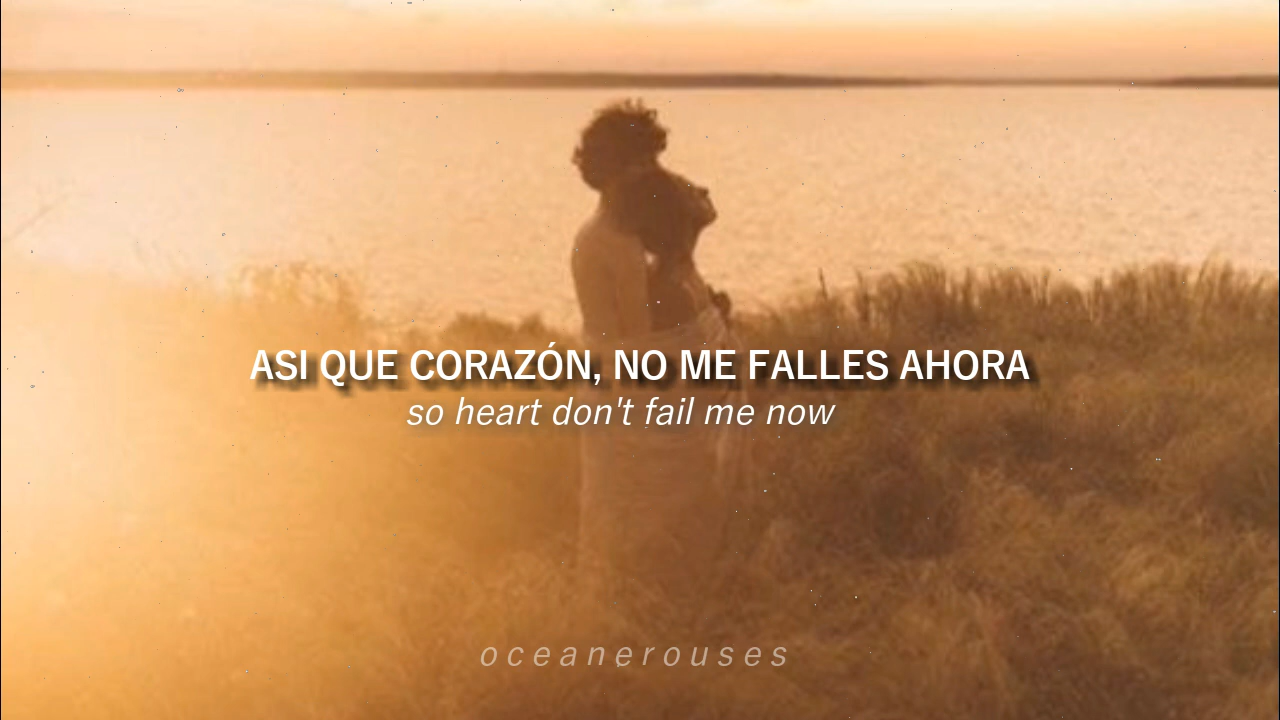 ASI QUE CORAZÓN, NO ME FALLES AHORA
so heart don't fail me now
oceanerouses